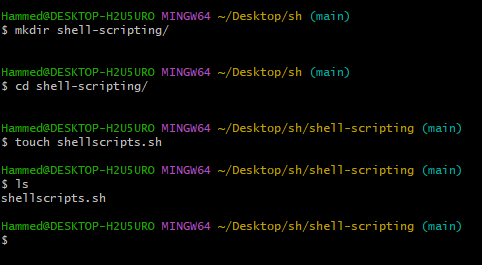 Hammed@DESKTOP-H2U5URO MINGW64 ~/Desktop/sh (main)
$ mkdir shell-scripting/
Hammed@DESKTOP-H2U5URO MINGW64 ~/Desktop/sh (main)
$ cd shell-scripting/
Hammed@DESKTOP-H2U5URO MINGW64 ~/Desktop/sh/shell-scripting (main)
$ touch shellscripts.sh
Hammed@DESKTOP-H2U5URO MINGW64 ~/Desktop/sh/shell-scripting (main)
$ ls
shellscripts.sh
Hammed@DESKTOP-H2U5URO MINGW64 ~/Desktop/sh/shell-scripting (main)
$